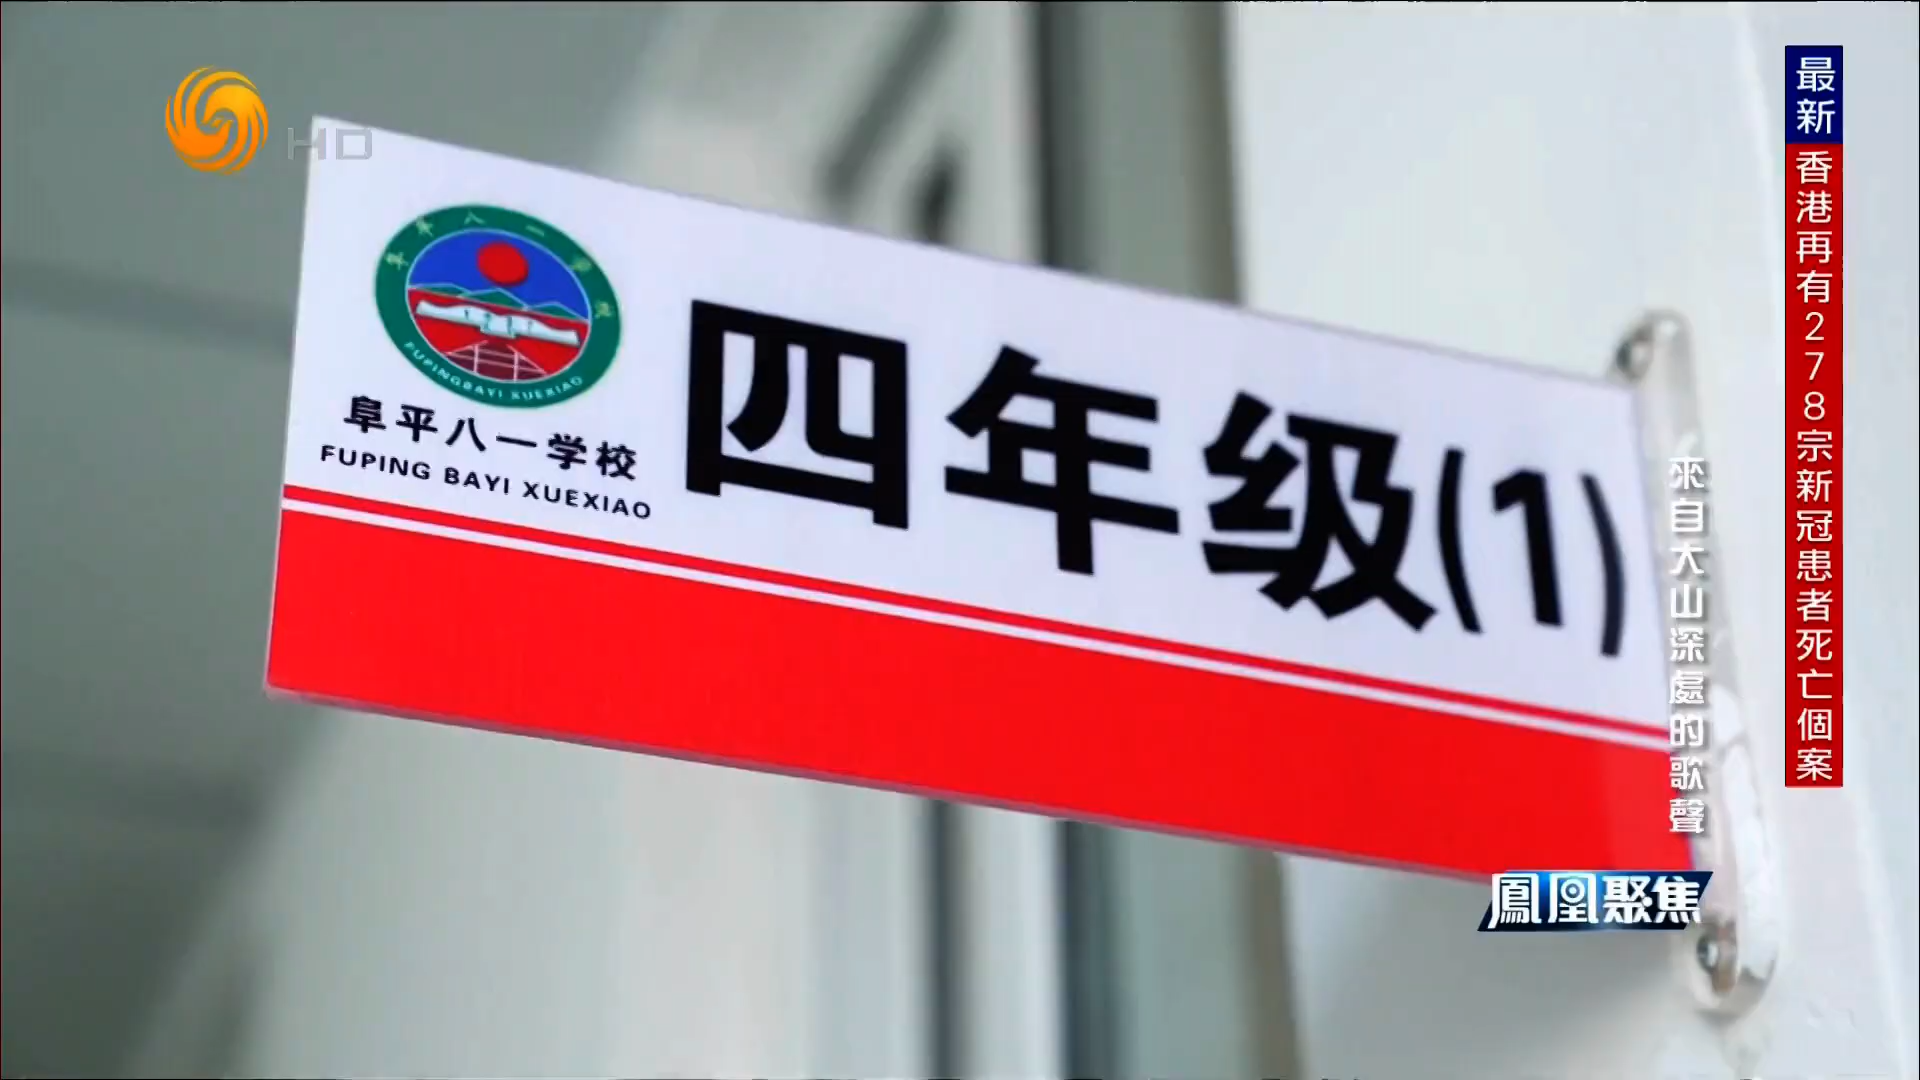 HD
阜平八一学校
FUPINGBAYI XUEXIAO
阜平八一学校
FUPING BAYI XUEXIAO
四年级(1)
最新
香港再有278宗新冠患者死亡個案
來自大山深處的歌聲
鳳凰聚焦